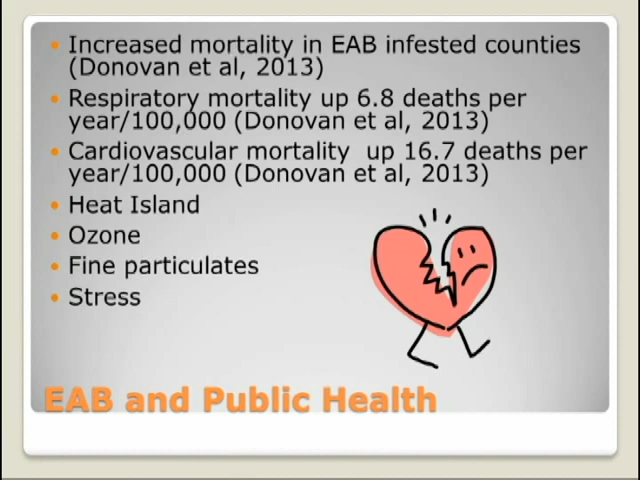 Increased mortality in EAB infested counties
(Donovan et al, 2013)
Respiratory mortality up 6.8 deaths per
year/100,000 (Donovan et al, 2013)
Cardiovascular mortality  up 16.7 deaths per
year/100,000 (Donovan et al, 2013)
Heat Island
Ozone
Fine particulates
Stress
EAB and Public Health